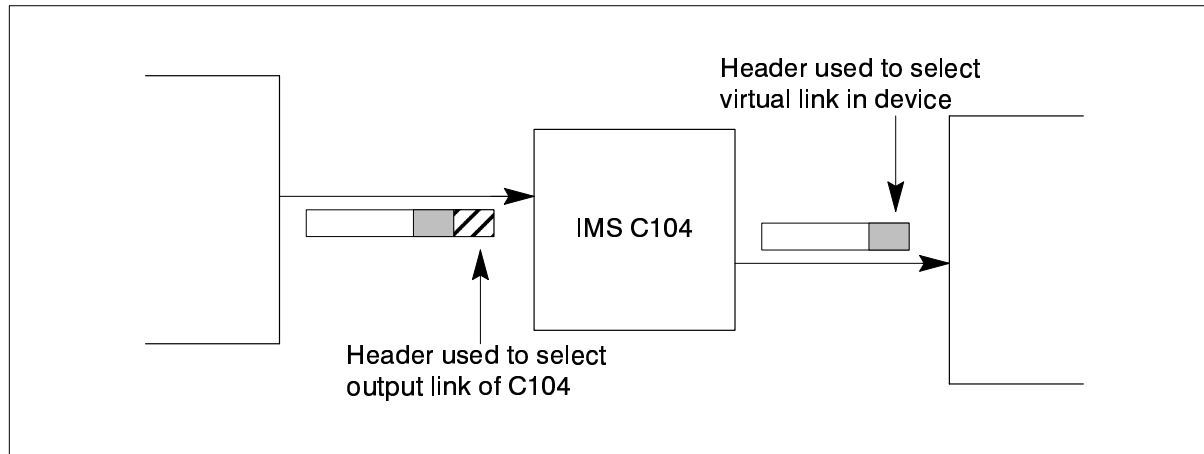 Header used to select
virtual link in device
IMS C104
Header used to select
output link of C104